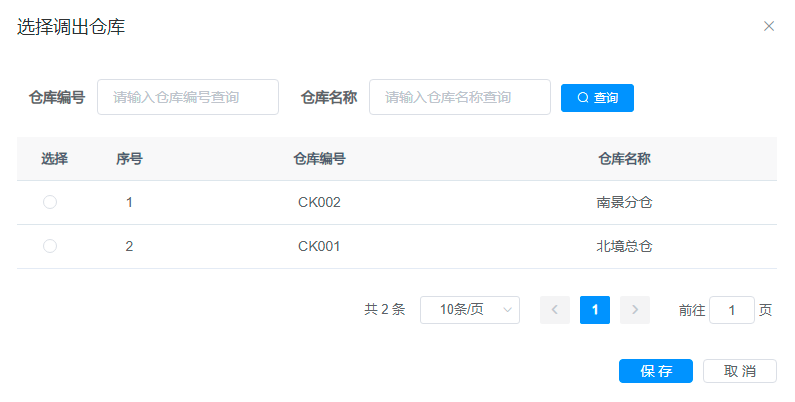 选择调出仓库
仓库编号 请输入仓库编号查询 仓库名称 请输入仓库名称查询 查询
选择 序号 仓库编号 仓库名称
1 CK002 南景分仓
2 CK001 北境总仓
共 2 条 10条/页 1 前往 1 页
保存 取消